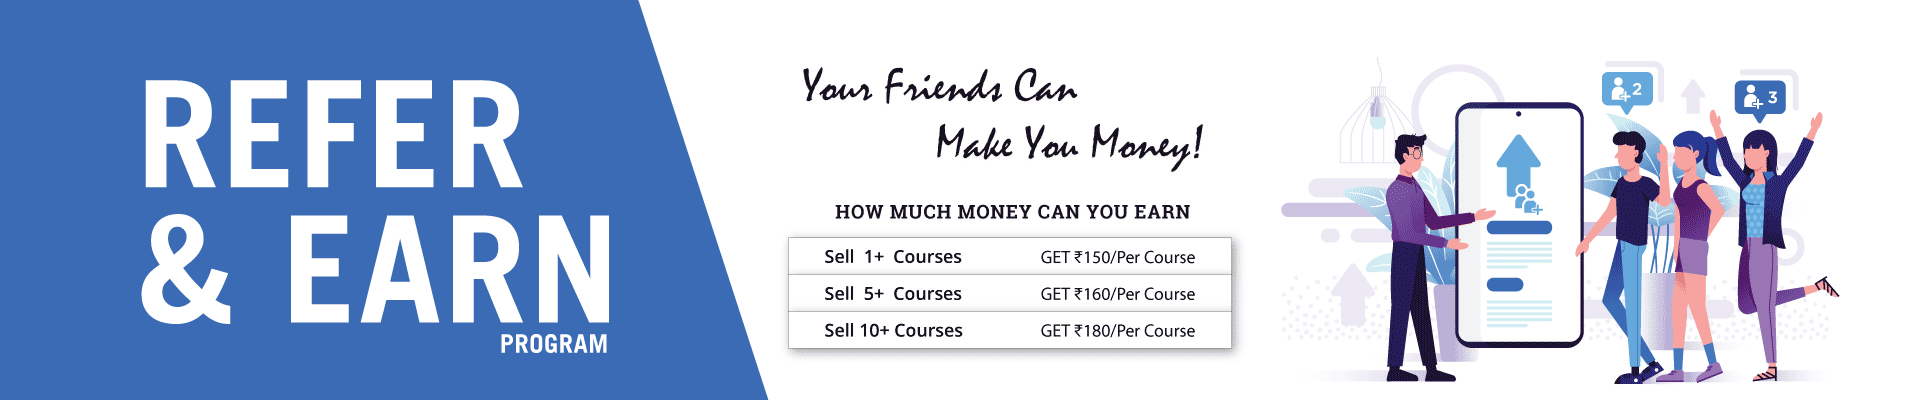 REFER
& EARN
PROGRAM
Your Friends Can
Make You Money!
HOW MUCH MONEY CAN YOU EARN
Sell 1+ Courses GET ₹150/Per Course
Sell 5+ Courses GET ₹160/Per Course
Sell 10+ Courses GET ₹180/Per Course
2
3